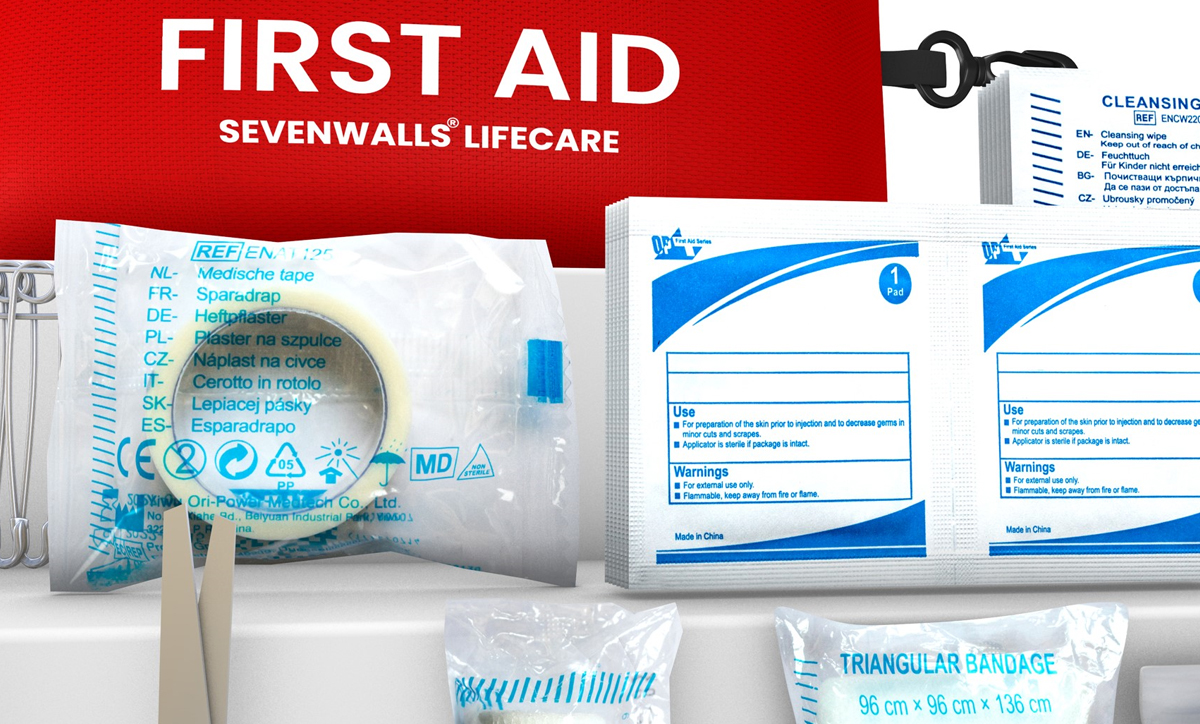 FIRST AID
SEVENWALLS® LIFECARE
CLEANSING
REF ENCW220
EN- Cleansing wipe
Keep out of reach of
DE- Feuchttuch
Für Kinder nicht
BG- Почистващи
Да се пази от достъпа
CZ- Ubrousky promočený
REF
NL- Medische tape
FR- Sparadrap
DE- Heftpflaster
PL- Plaster na szpulce
CZ- Náplast na civce
IT- Cerotto in rotolo
SK- Lepiacej pásky
ES- Esparadrapo
CE 2 05 PP MD NON STERILE
Yiwu Ori-Power Medtech Co., Ltd.
Rd., Beiyuan Industrial
First Aid Series
1
Pad
Use
For preparation of the skin prior to injection and to decrease germs in
minor cuts and scrapes.
Applicator is sterile if package is intact.
Warnings
For external use only.
Flammable, keep away from fire or flame.
Made in China
First Aid Series
Use
For preparation of the skin prior to injection and to decrease
minor cuts and scrapes.
Applicator is sterile if package is intact.
Warnings
For external use only.
Flammable, keep away from fire or flame.
Made in China
TRIANGULAR BANDAGE
96 cm × 96 cm × 136 cm